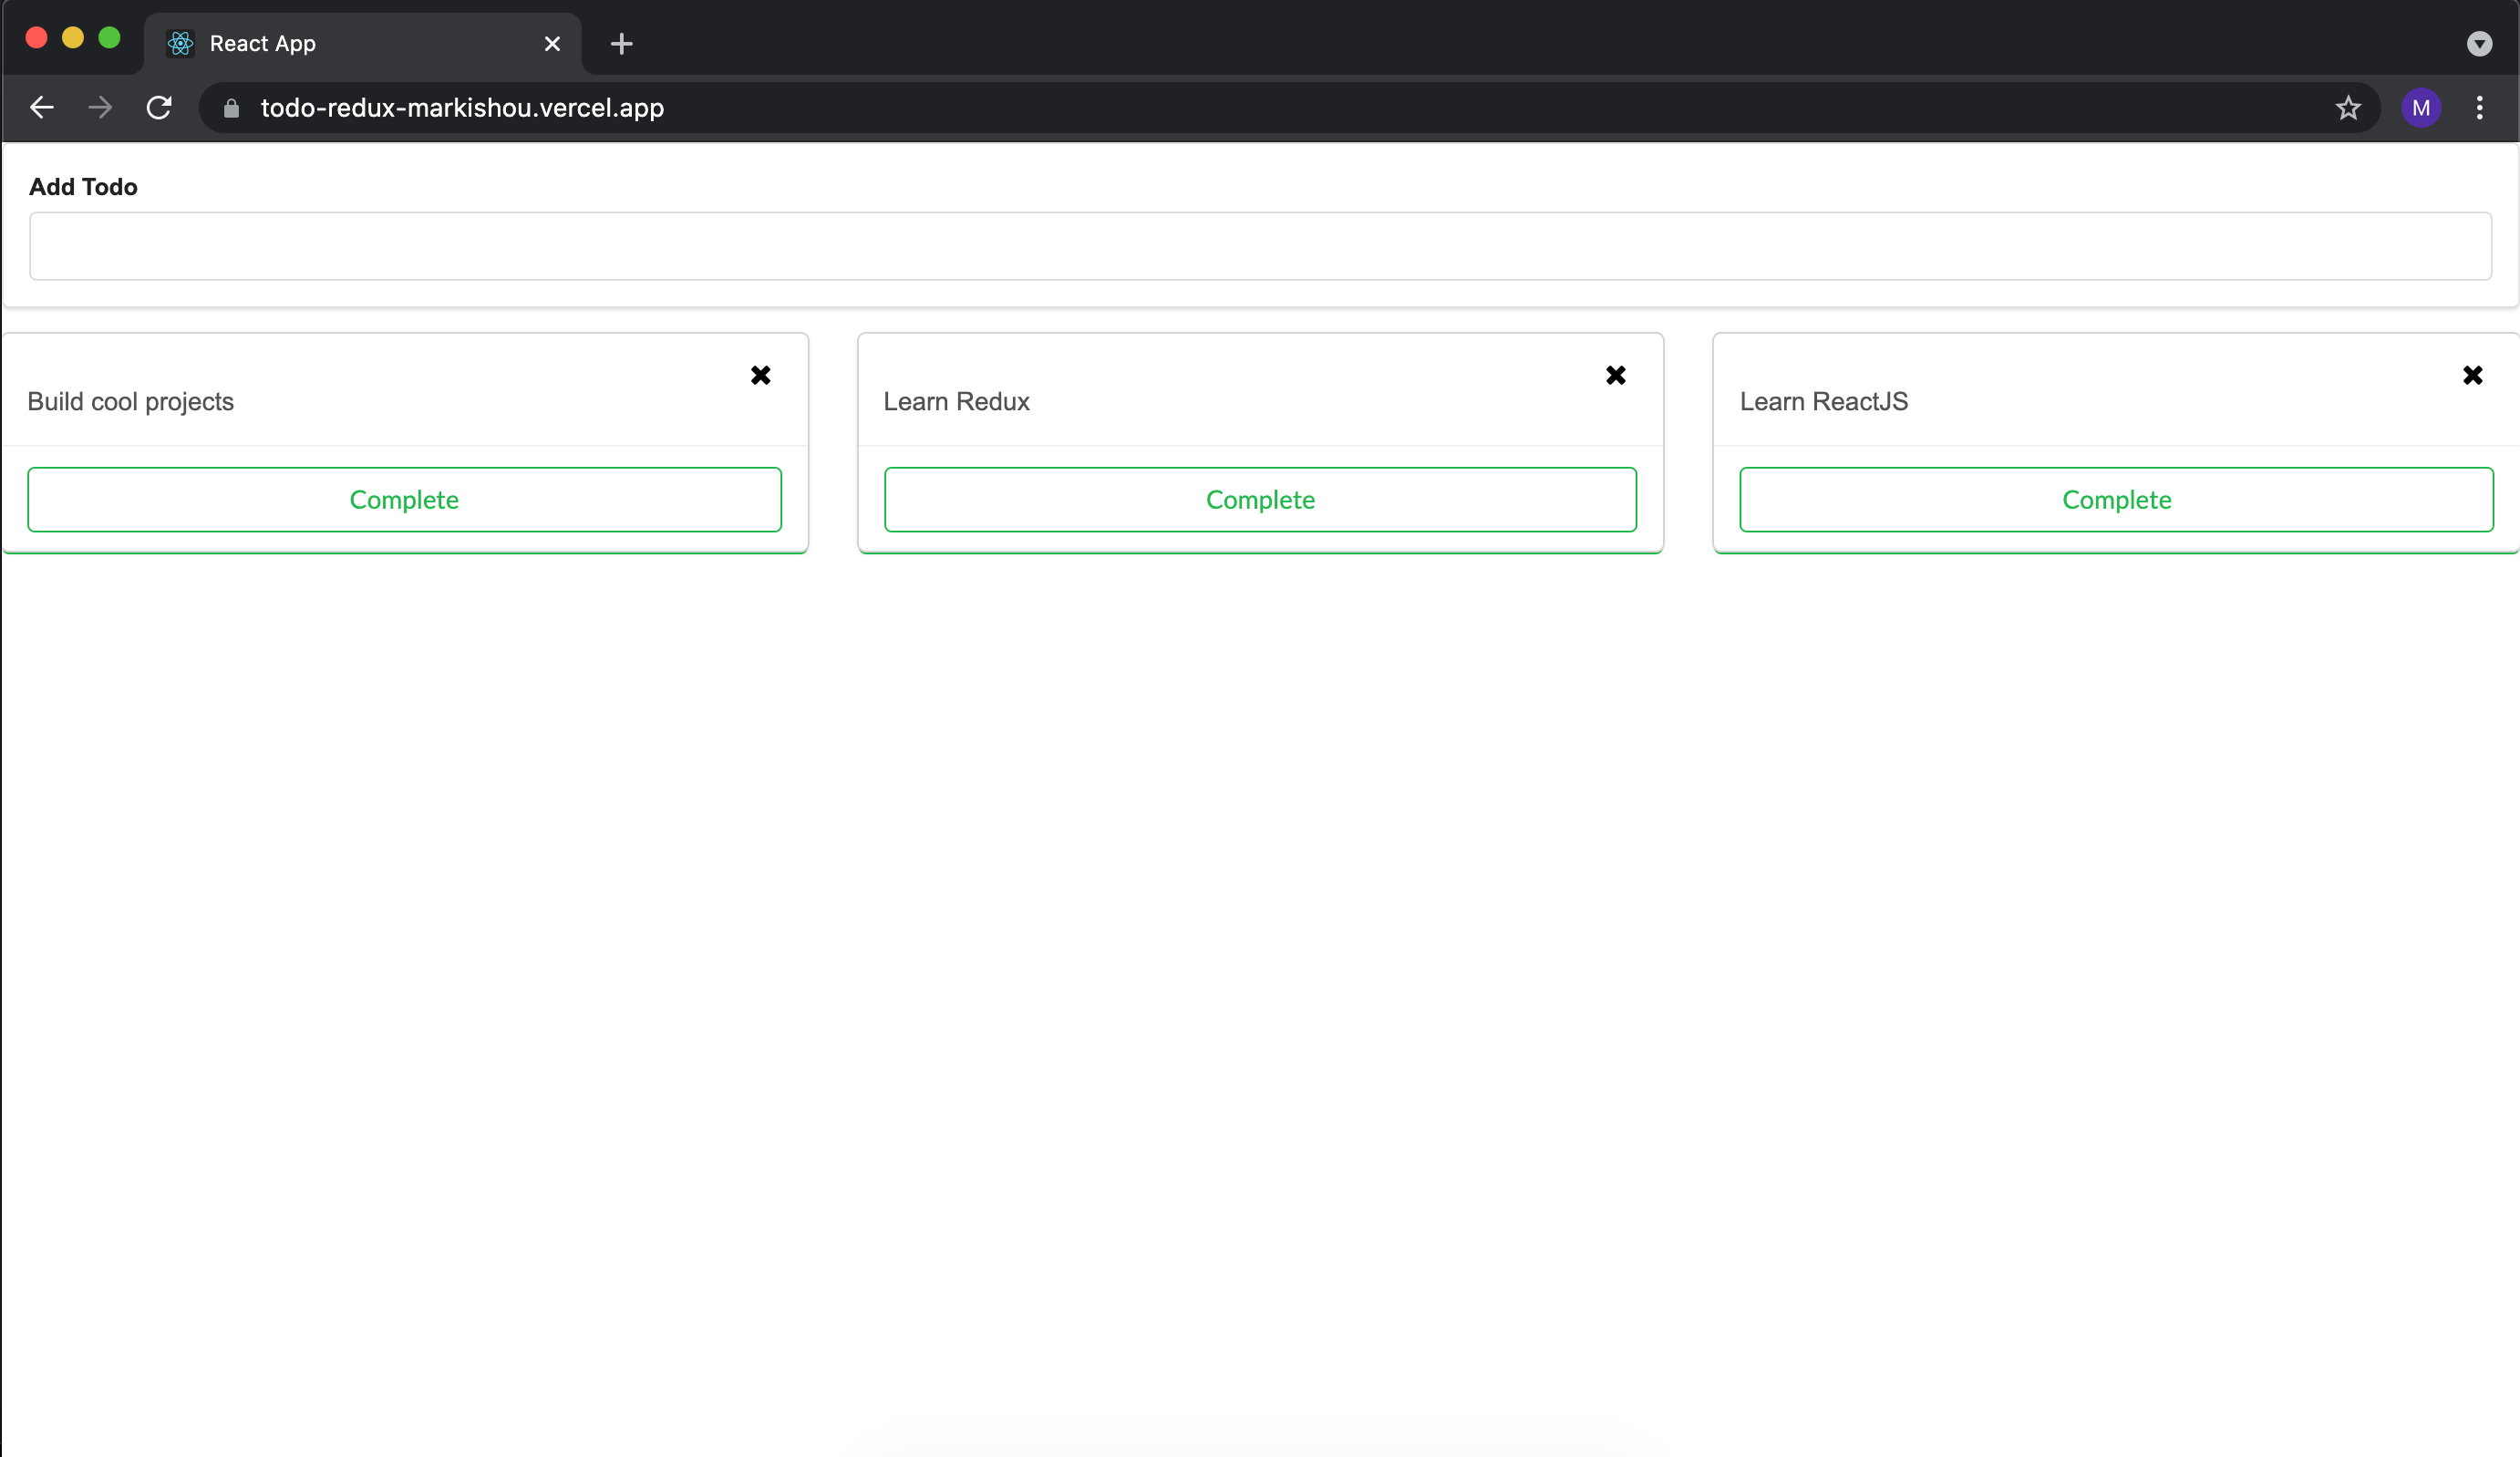 React App
todo-redux-markishou.vercel.app
M
Add Todo
Build cool projects
Learn Redux
Learn ReactJS
Complete
Complete
Complete